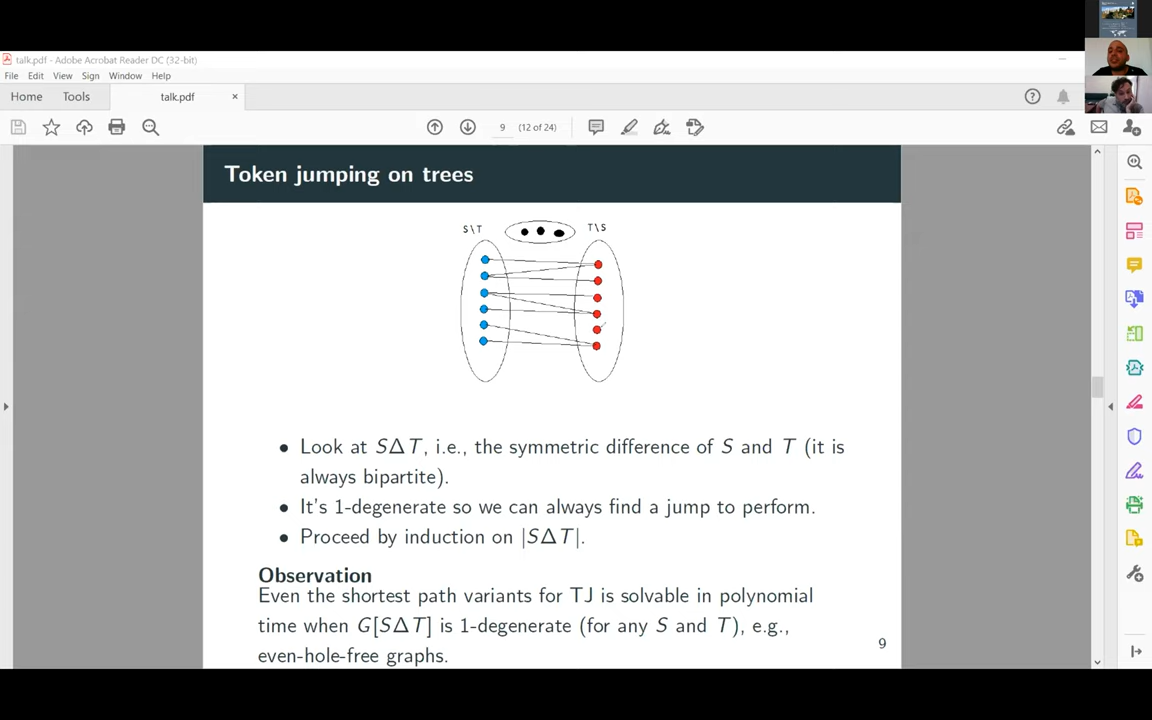 talk.pdf - Adobe Acrobat Reader DC (32-bit)
File Edit View Sign Window Help
Home Tools talk.pdf ×
9 (12 of 24)
Token jumping on trees
S\T T\S
• Look at SΔT, i.e., the symmetric difference of S and T (it is
always bipartite).
• It's 1-degenerate so we can always find a jump to perform.
• Proceed by induction on |SΔT|.
Observation
Even the shortest path variants for TJ is solvable in polynomial
time when G[SΔT] is 1-degenerate (for any S and T), e.g.,
even-hole-free graphs.
9